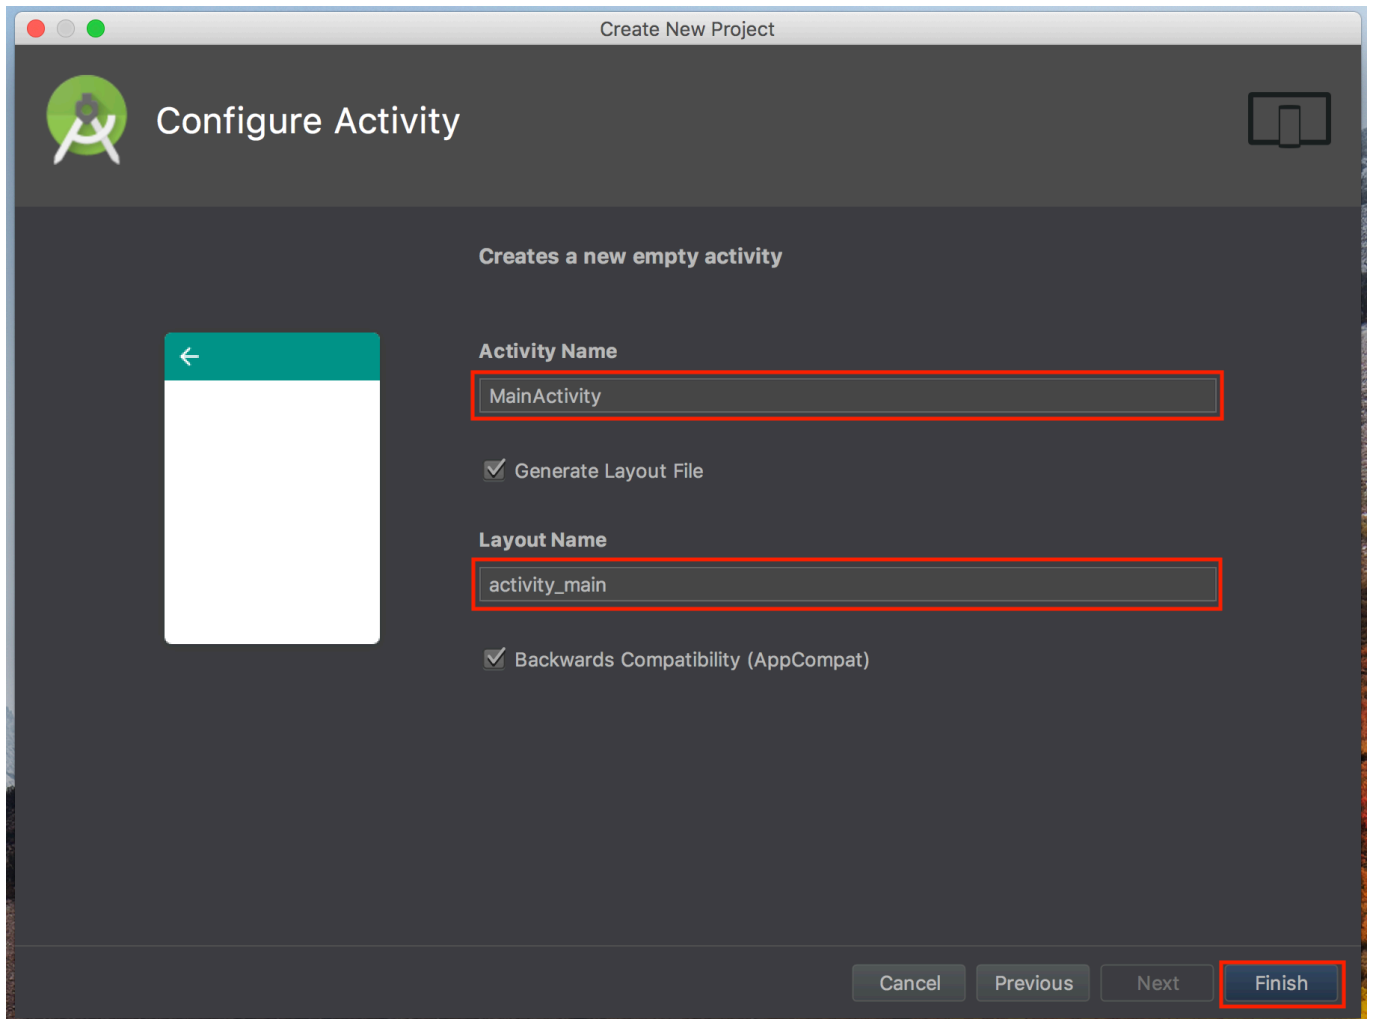 Create New Project
Configure Activity
Creates a new empty activity
Activity Name
MainActivity
Generate Layout File
Layout Name
activity_main
Backwards Compatibility (AppCompat)
Cancel Previous Next Finish